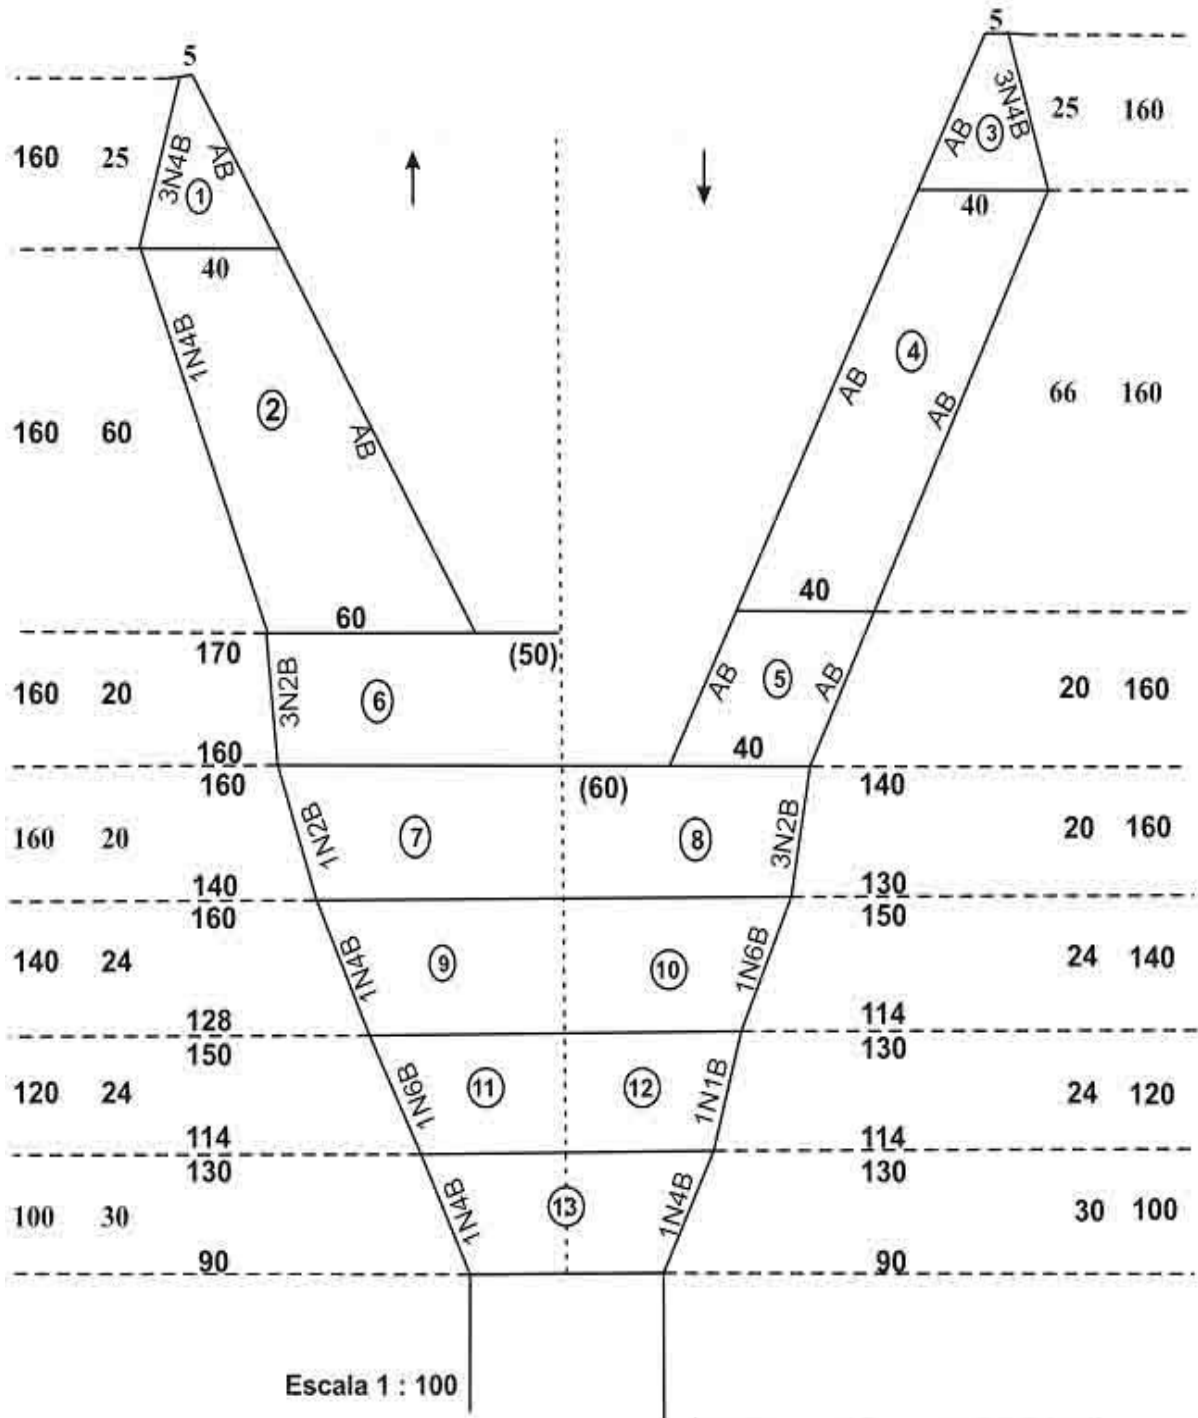 5
5
160 25 3N4B AB ① AB ③ 3N4B 25 160
40
40
1N4B ② AB
160 60
AB ④ AB
66 160
60
170 (50)
40
160 20 3N2B ⑥
AB ⑤ AB 20 160
160
40
160 (60) 140
160 20 1N2B ⑦ ⑧ 3N2B 20 160
140 130
160 150
140 24 1N4B ⑨ ⑩ 1N6B 24 140
128 114
150 130
120 24 1N6B ⑪ ⑫ 1N1B 24 120
114 114
130 130
100 30 1N4B ⑬ 1N4B 30 100
90 90
Escala 1 : 100